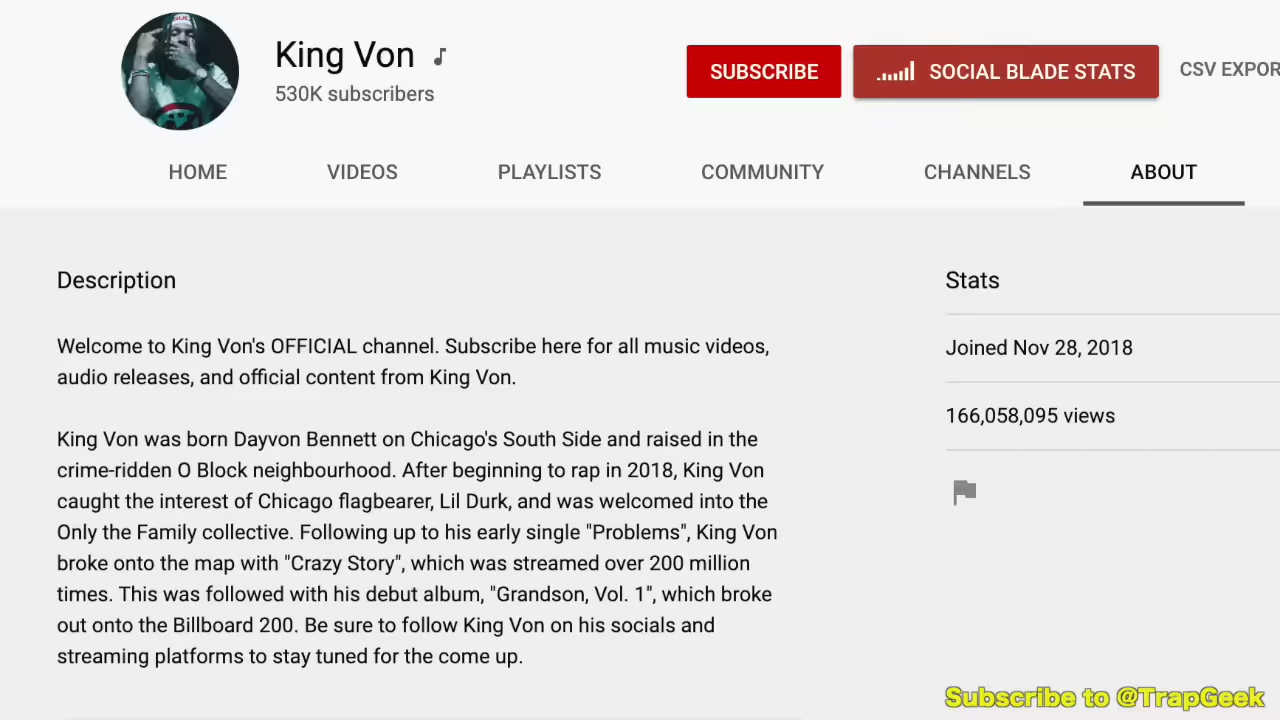 King Von
530K subscribers
SUBSCRIBE
SOCIAL BLADE STATS
CSV EXPOR
HOME
VIDEOS
PLAYLISTS
COMMUNITY
CHANNELS
ABOUT
Description
Welcome to King Von's OFFICIAL channel. Subscribe here for all music videos,
audio releases, and official content from King Von.
King Von was born Dayvon Bennett on Chicago's South Side and raised in the
crime-ridden O Block neighbourhood. After beginning to rap in 2018, King Von
caught the interest of Chicago flagbearer, Lil Durk, and was welcomed into the
Only the Family collective. Following up to his early single "Problems", King Von
broke onto the map with "Crazy Story", which was streamed over 200 million
times. This was followed with his debut album, "Grandson, Vol. 1", which broke
out onto the Billboard 200. Be sure to follow King Von on his socials and
streaming platforms to stay tuned for the come up.
Stats
Joined Nov 28, 2018
166,058,095 views
Subscribe to @TrapGeek